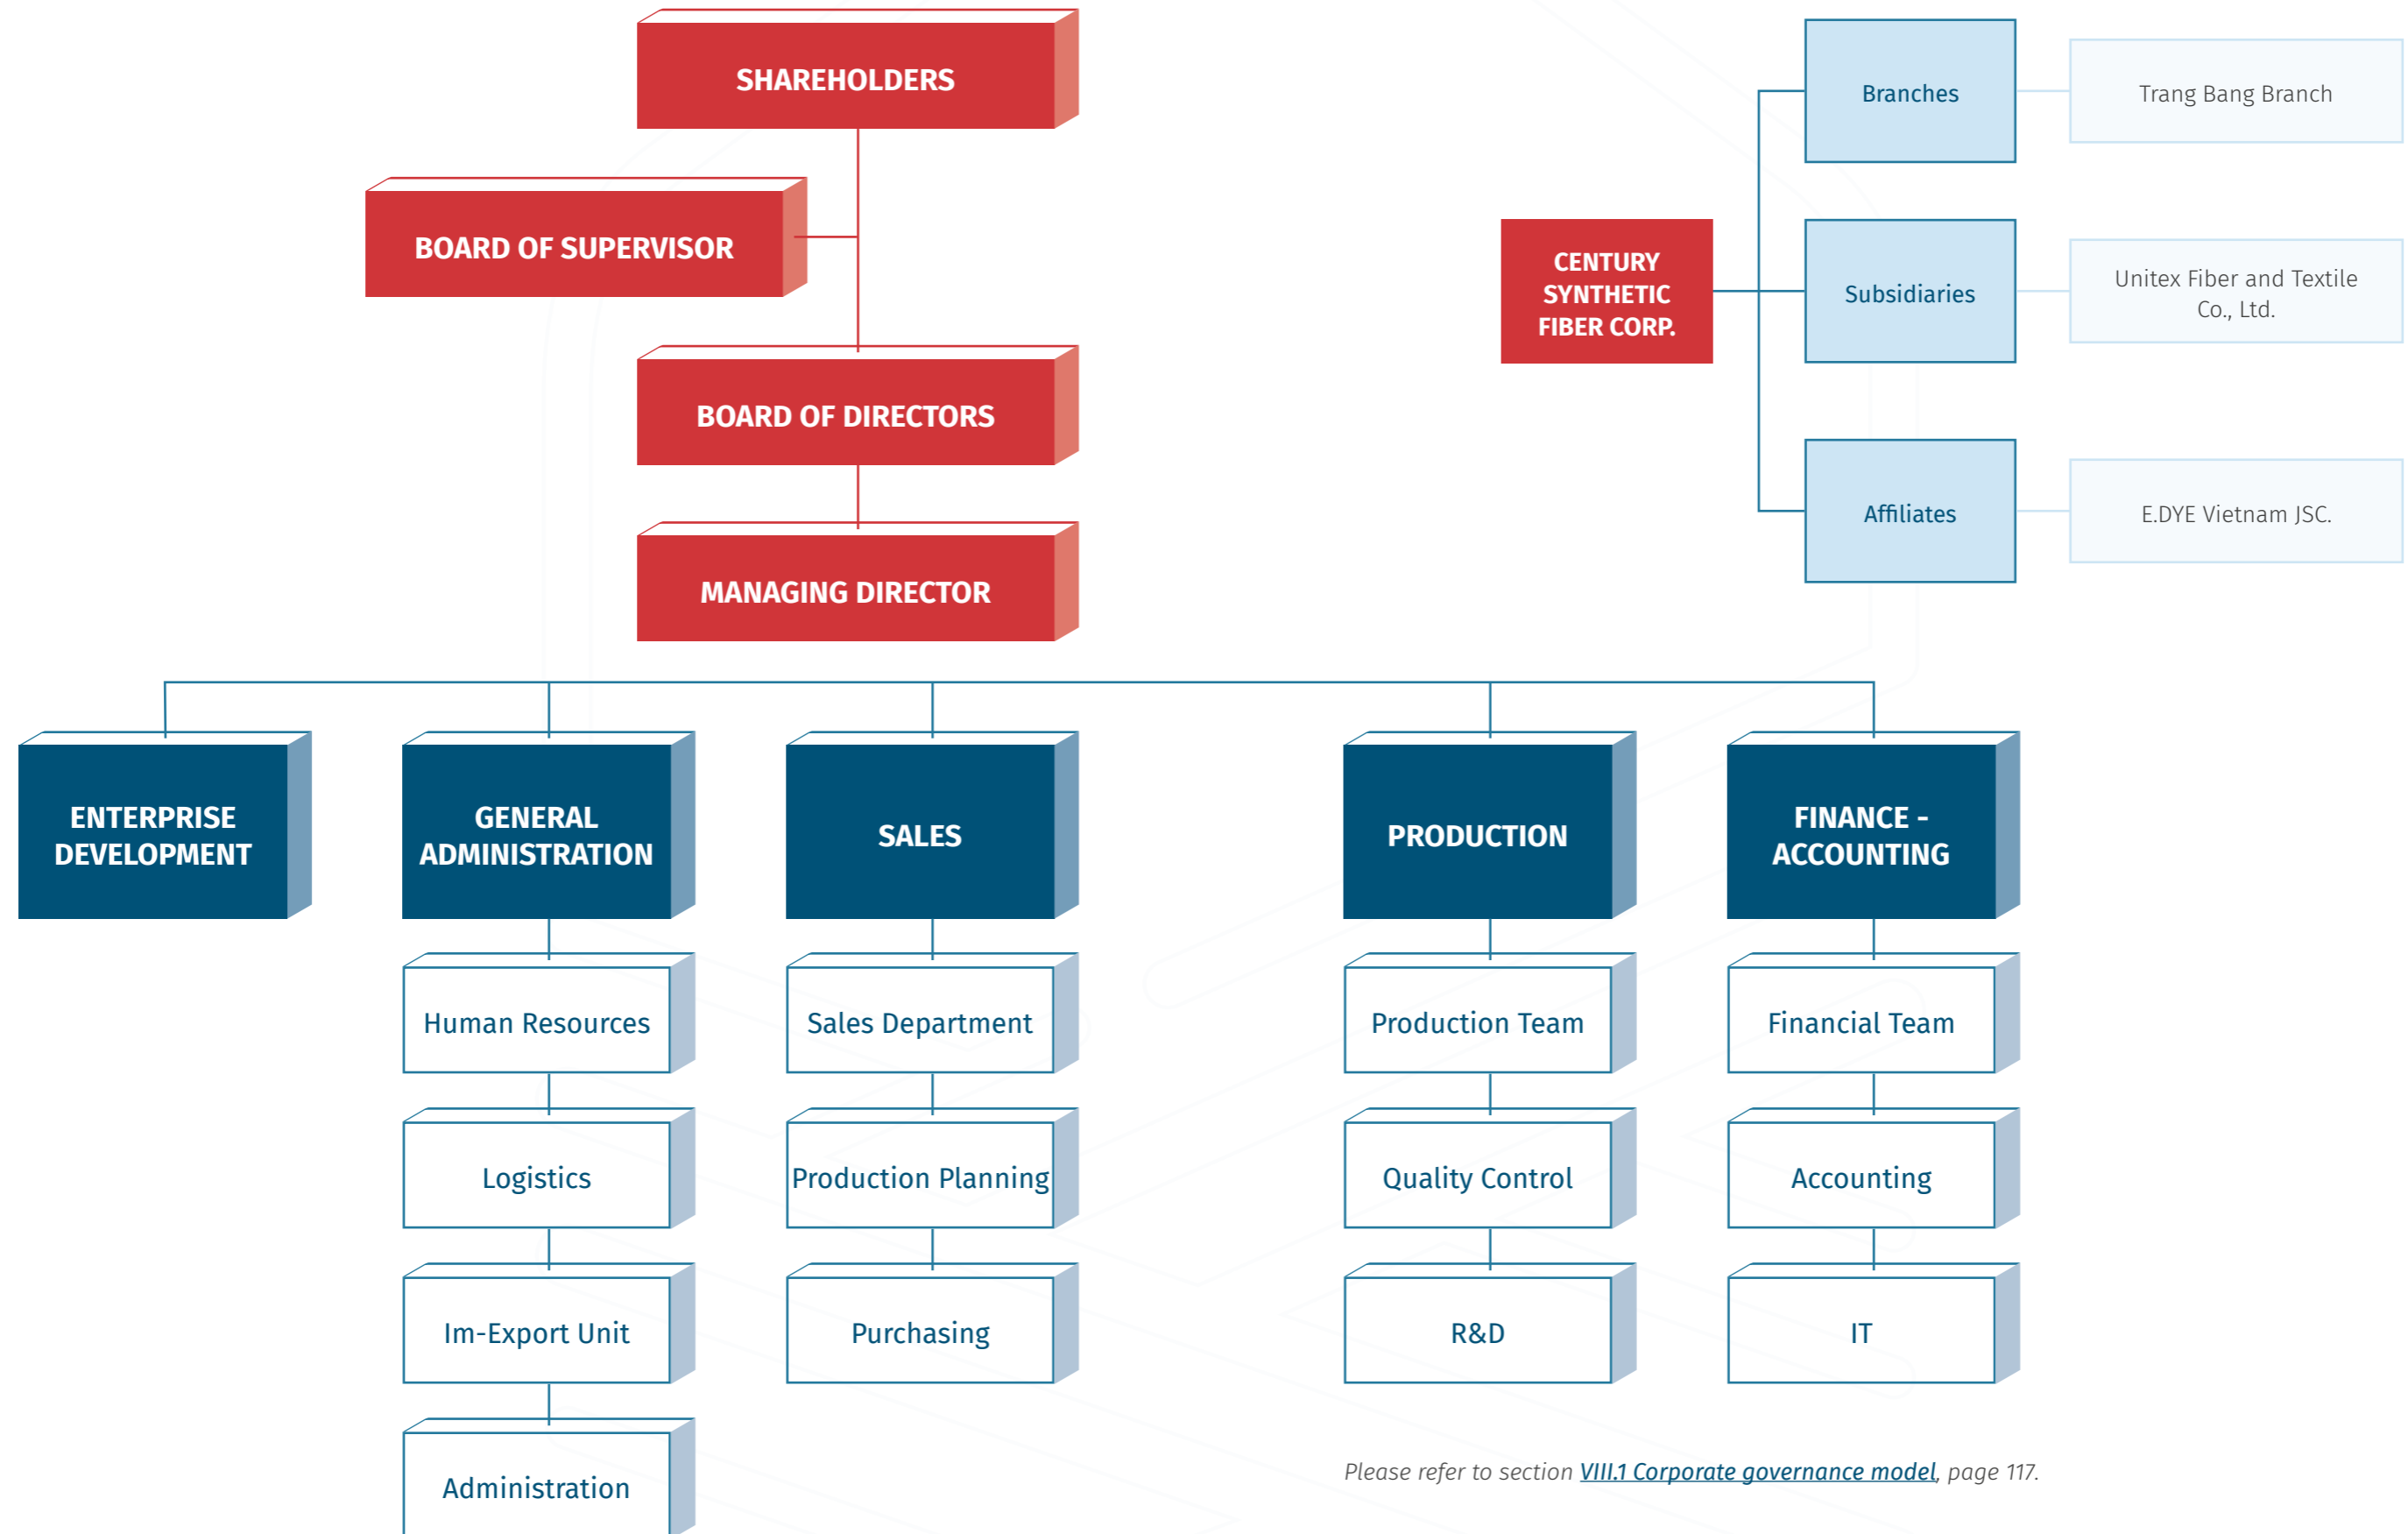 SHAREHOLDERS
BOARD OF SUPERVISOR
BOARD OF DIRECTORS
MANAGING DIRECTOR
CENTURY
SYNTHETIC
FIBER CORP.
Branches
Trang Bang Branch
Subsidiaries
Unitex Fiber and Textile
Co., Ltd.
Affiliates
E.DYE Vietnam JSC.
ENTERPRISE
DEVELOPMENT
GENERAL
ADMINISTRATION
Human Resources
Logistics
Im-Export Unit
Administration
SALES
Sales Department
Production Planning
Purchasing
PRODUCTION
Production Team
Quality Control
R&D
FINANCE -
ACCOUNTING
Financial Team
Accounting
IT
Please refer to section VIII.1 Corporate governance model, page 117.